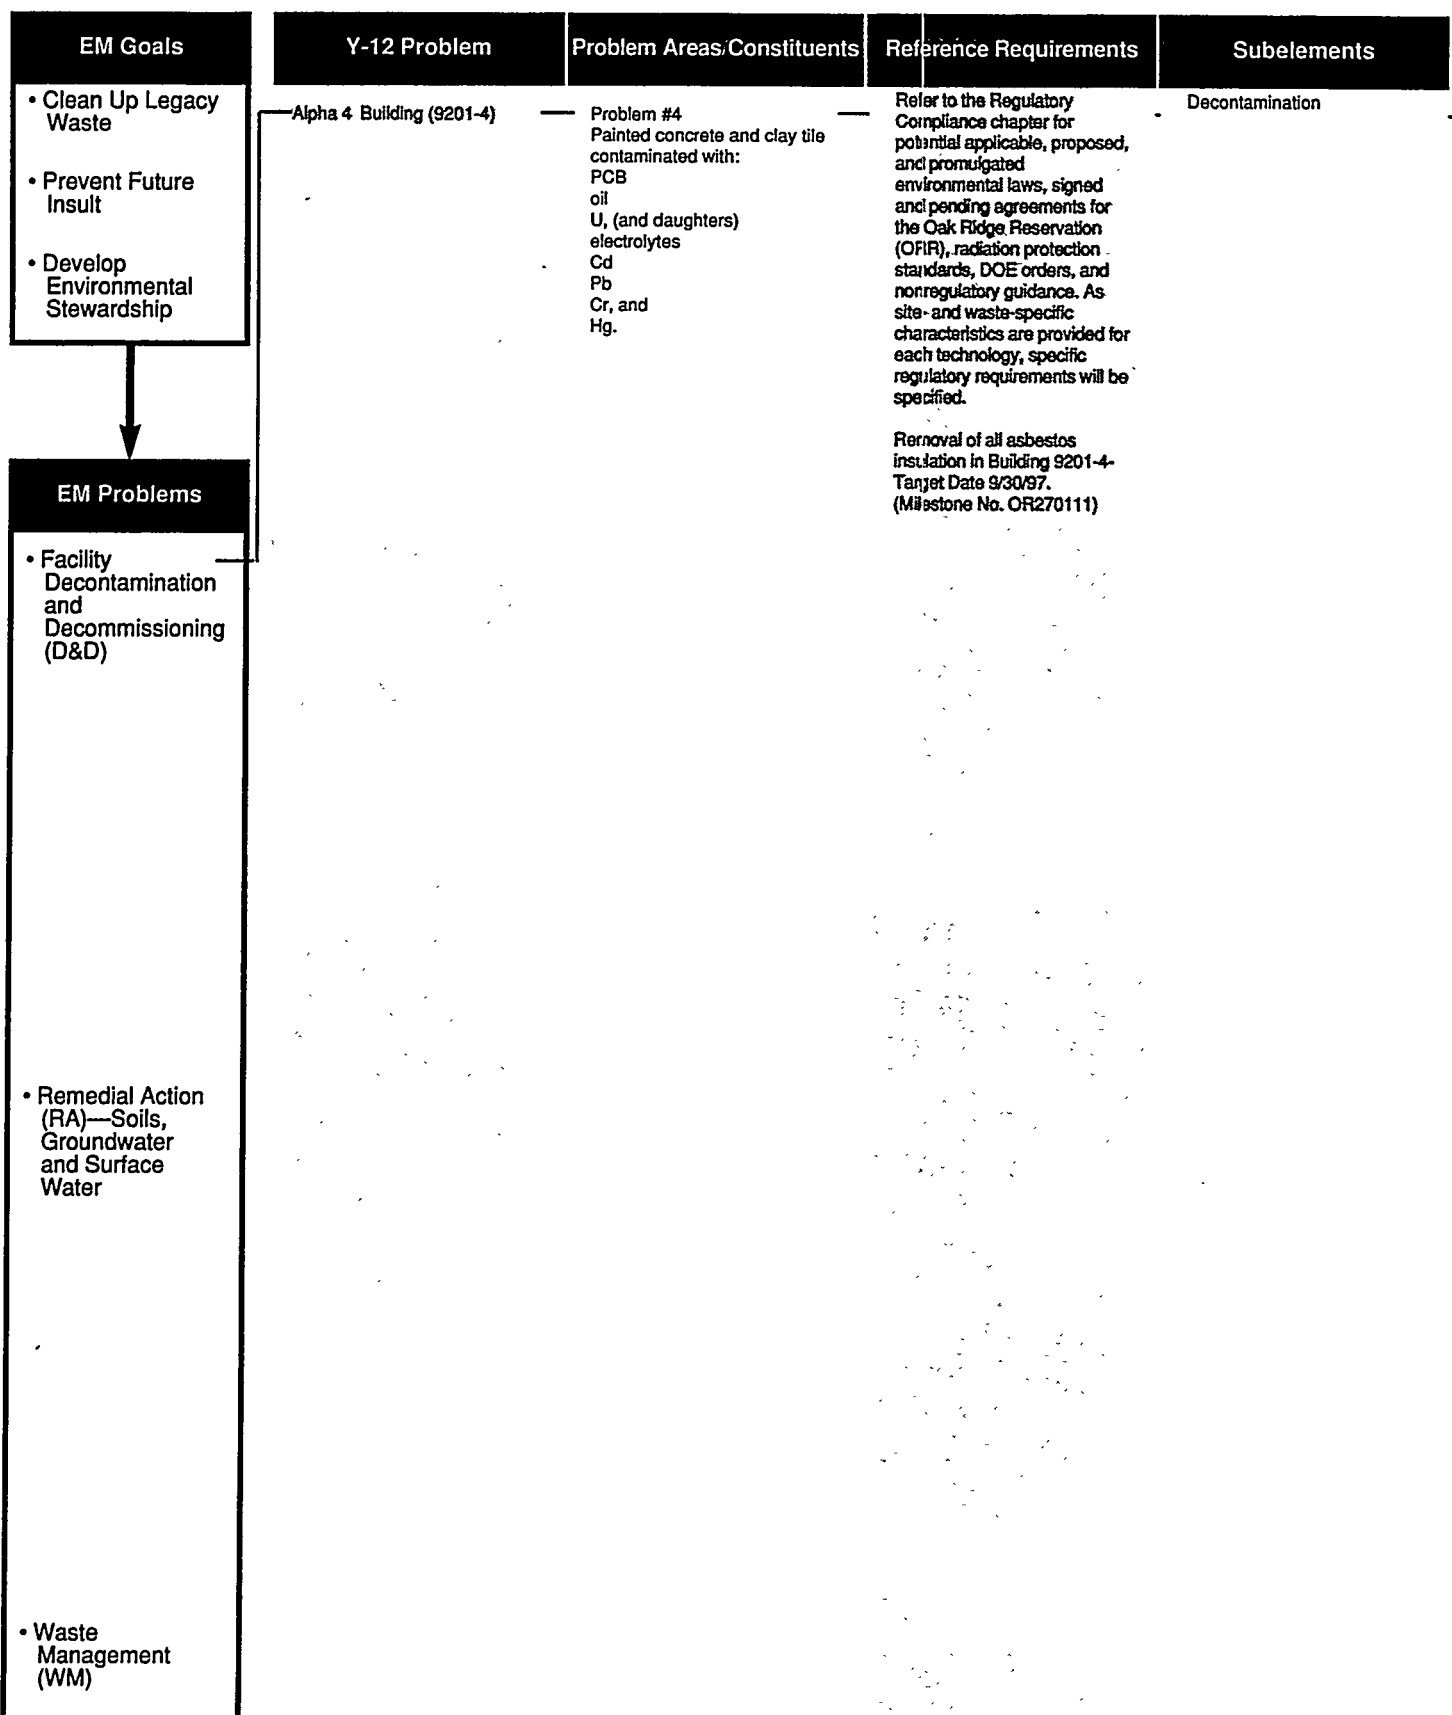 EM Goals
• Clean Up Legacy
Waste
• Prevent Future
Insult
• Develop
Environmental
Stewardship
EM Problems
• Facility
Decontamination
and
Decommissioning
(D&D)
• Remedial Action
(RA)—Soils,
Groundwater
and Surface
Water
• Waste
Management
(WM)
Y-12 Problem
Alpha 4 Building (9201-4)
Problem Areas/Constituents
Problem #4
Painted concrete and clay tile
contaminated with:
PCB
oil
U, (and daughters)
electrolytes
Cd
Pb
Cr, and
Hg.
Reference Requirements
Refer to the Regulatory
Compliance chapter for
potential applicable, proposed,
and promulgated
environmental laws, signed
and pending agreements for
the Oak Ridge Reservation
(ORR), radiation protection
standards, DOE orders, and
nonregulatory guidance. As
site- and waste-specific
characteristics are provided for
each technology, specific
regulatory requirements will be
specified.
Removal of all asbestos
insulation in Building 9201-4-
Target Date 9/30/97.
(Milestone No. OR270111)
Subelements
Decontamination